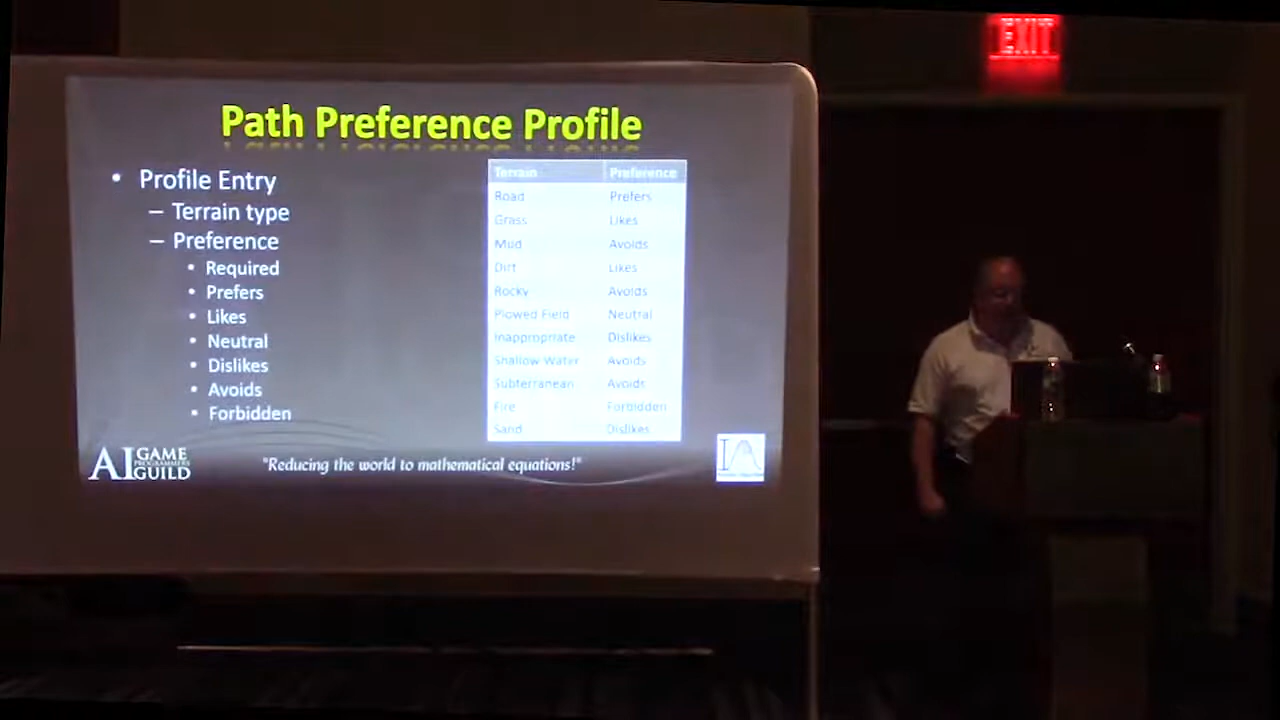 EXIT
Path Preference Profile
• Profile Entry
– Terrain type
– Preference
• Required
• Prefers
• Likes
• Neutral
• Dislikes
• Avoids
• Forbidden
Terrain Preference
Road Prefers
Grass Likes
Mud Avoids
Dirt Likes
Rocky Avoids
Plowed Field Neutral
Inappropriate Dislikes
Shallow Water Avoids
Subterranean Avoids
Fire Forbidden
Sand Dislikes
AI GAME
PROGRAMMERS
GUILD
"Reducing the world to mathematical equations!"